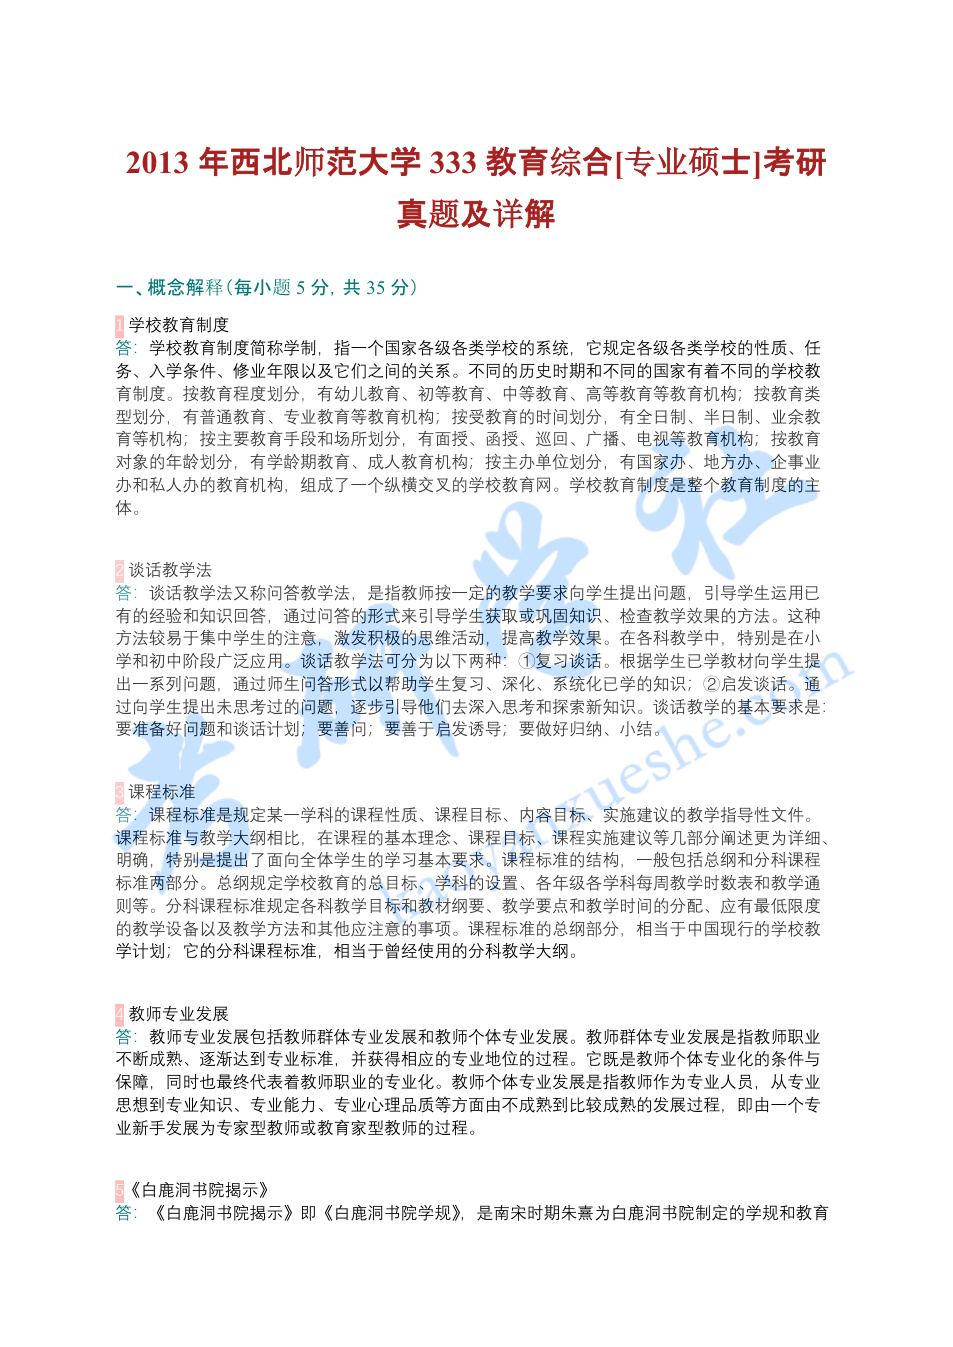 2013 年西北师范大学 333 教育综合[专业硕士]考研
真题及详解
一、概念解释（每小题 5 分，共 35 分）
1 学校教育制度
答：学校教育制度简称学制，指一个国家各级各类学校的系统，它规定各级各类学校的性质、任
务、入学条件、修业年限以及它们之间的关系。不同的历史时期和不同的国家有着不同的学校教
育制度。按教育程度划分，有幼儿教育、初等教育、中等教育、高等教育等教育机构；按教育类
型划分，有普通教育、专业教育等教育机构；按受教育的时间划分，有全日制、半日制、业余教
育等机构；按主要教育手段和场所划分，有面授、函授、巡回、广播、电视等教育机构；按教育
对象的年龄划分，有学龄期教育、成人教育机构；按主办单位划分，有国家办、地方办、企事业
办和私人办的教育机构，组成了一个纵横交叉的学校教育网。学校教育制度是整个教育制度的主
体。
2 谈话教学法
答：谈话教学法又称问答教学法，是指教师按一定的教学要求向学生提出问题，引导学生运用已
有的经验和知识回答，通过问答的形式来引导学生获取或巩固知识、检查教学效果的方法。这种
方法较易于集中学生的注意，激发积极的思维活动，提高教学效果。在各科教学中，特别是在小
学和初中阶段广泛应用。谈话教学法可分为以下两种：①复习谈话。根据学生已学教材向学生提
出一系列问题，通过师生问答形式以帮助学生复习、深化、系统化已学的知识；②启发谈话。通
过向学生提出未思考过的问题，逐步引导他们去深入思考和探索新知识。谈话教学的基本要求是：
要准备好问题和谈话计划；要善问；要善于启发诱导；要做好归纳、小结。
3 课程标准
答：课程标准是规定某一学科的课程性质、课程目标、内容目标、实施建议的教学指导性文件。
课程标准与教学大纲相比，在课程的基本理念、课程目标、课程实施建议等几部分阐述更为详细、
明确，特别是提出了面向全体学生的学习基本要求。课程标准的结构，一般包括总纲和分科课程
标准两部分。总纲规定学校教育的总目标、学科的设置、各年级各学科每周教学时数表和教学通
则等。分科课程标准规定各科教学目标和教材纲要、教学要点和教学时间的分配、应有最低限度
的教学设备以及教学方法和其他应注意的事项。课程标准的总纲部分，相当于中国现行的学校教
学计划；它的分科课程标准，相当于曾经使用的分科教学大纲。
4 教师专业发展
答：教师专业发展包括教师群体专业发展和教师个体专业发展。教师群体专业发展是指教师职业
不断成熟、逐渐达到专业标准，并获得相应的专业地位的过程。它既是教师个体专业化的条件与
保障，同时也最终代表着教师职业的专业化。教师个体专业发展是指教师作为专业人员，从专业
思想到专业知识、专业能力、专业心理品质等方面由不成熟到比较成熟的发展过程，即由一个专
业新手发展为专家型教师或教育家型教师的过程。
5《白鹿洞书院揭示》
答：《白鹿洞书院揭示》即《白鹿洞书院学规》，是南宋时期朱熹为白鹿洞书院制定的学规和教育
考研学社
kaoyanxueshe.com